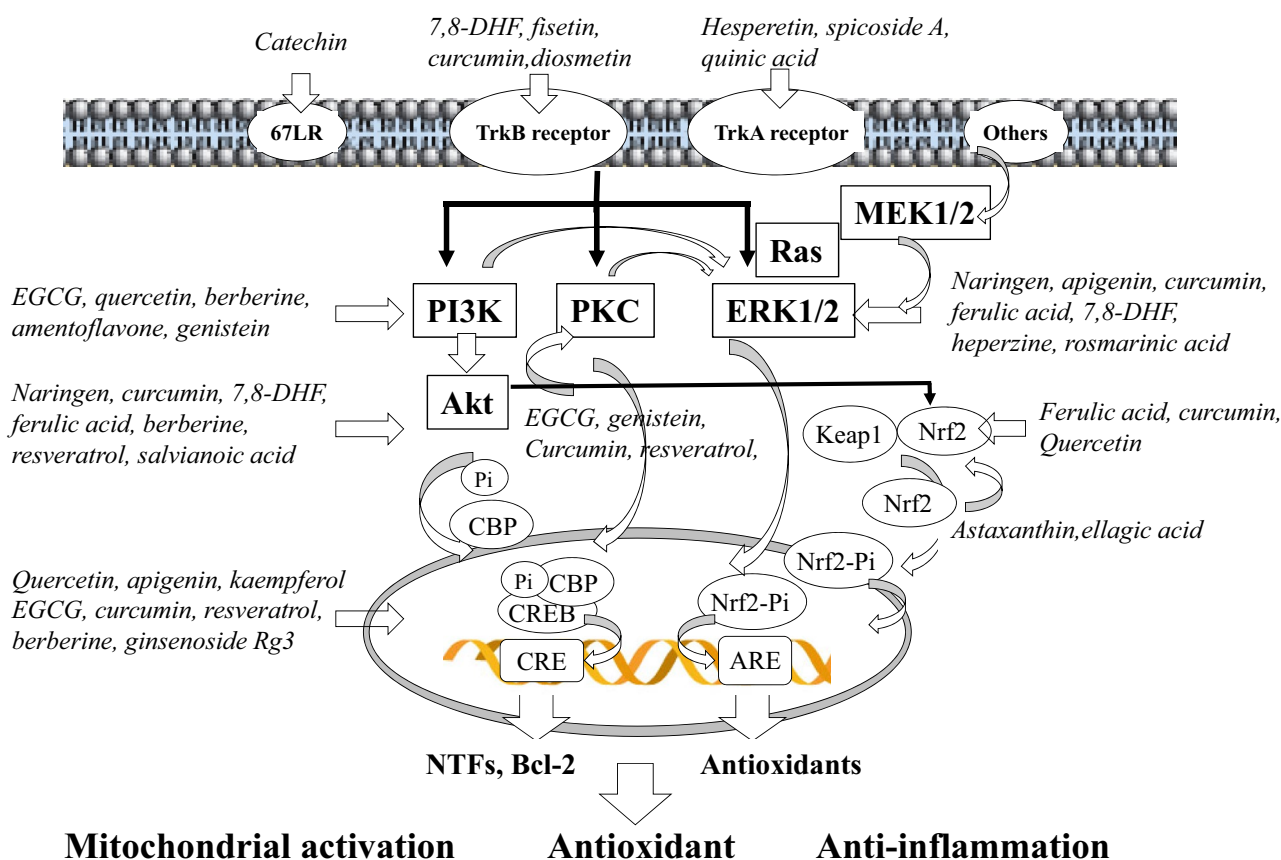 Catechin
7,8-DHF, fisetin,
curcumin,diosmetin
Hesperetin, spicoside A,
quinic acid
67LR
TrkB receptor
TrkA receptor
Others
MEK1/2
Ras
EGCG, quercetin, berberine,
amentoflavone, genistein
PI3K
PKC
ERK1/2
Naringen, apigenin, curcumin,
ferulic acid, 7,8-DHF,
heperzine, rosmarinic acid
Naringen, curcumin, 7,8-DHF,
ferulic acid, berberine,
resveratrol, salvianoic acid
Akt
EGCG, genistein,
Curcumin, resveratrol,
Keap1
Nrf2
Ferulic acid, curcumin,
Quercetin
Pi
Nrf2
CBP
Astaxanthin,ellagic acid
Nrf2-Pi
Quercetin, apigenin, kaempferol
EGCG, curcumin, resveratrol,
berberine, ginsenoside Rg3
Pi
CBP
CREB
Nrf2-Pi
CRE
ARE
NTFs, Bcl-2
Antioxidants
Mitochondrial activation
Antioxidant
Anti-inflammation